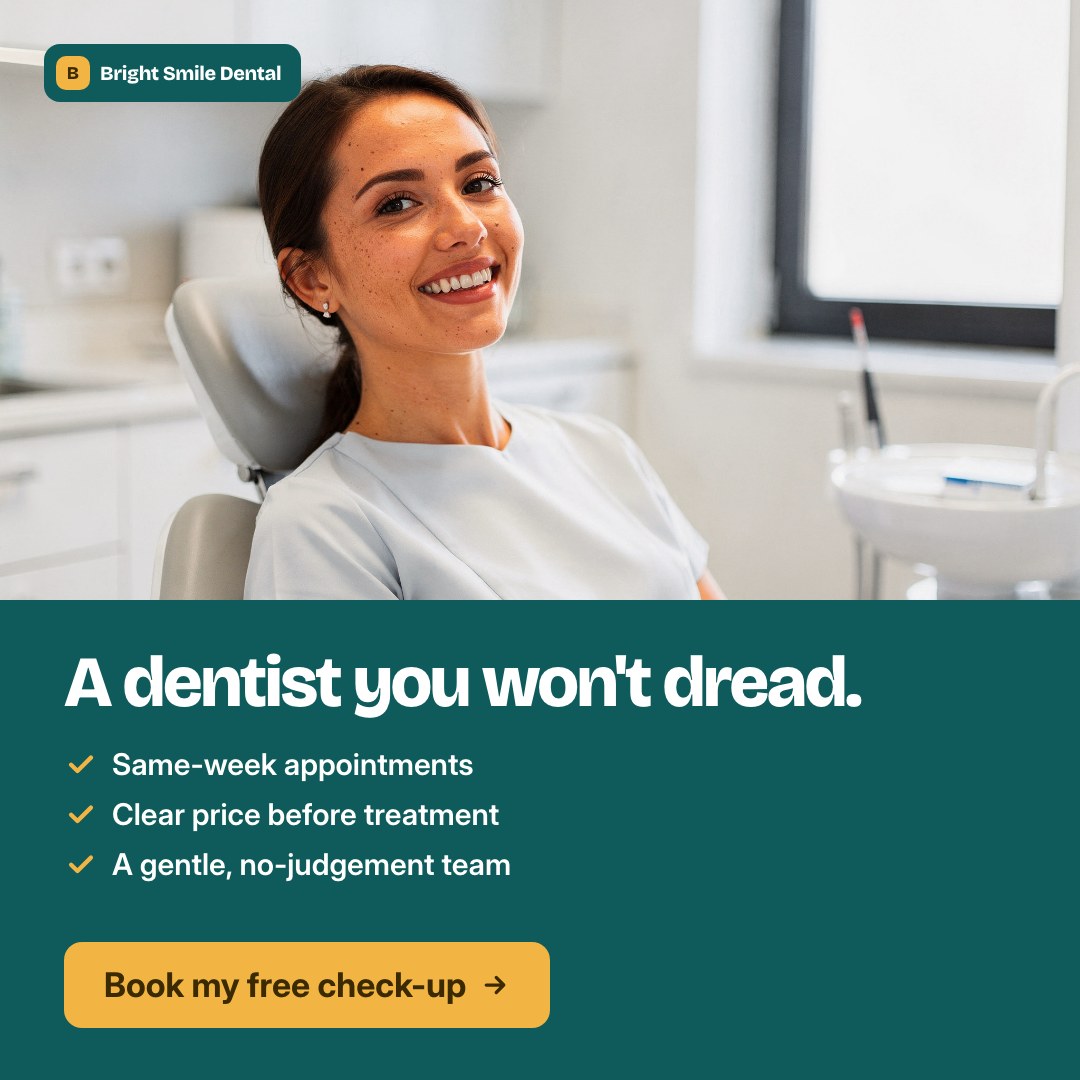 B Bright Smile Dental
A dentist you won't dread.
Same-week appointments
Clear price before treatment
A gentle, no-judgement team
Book my free check-up →